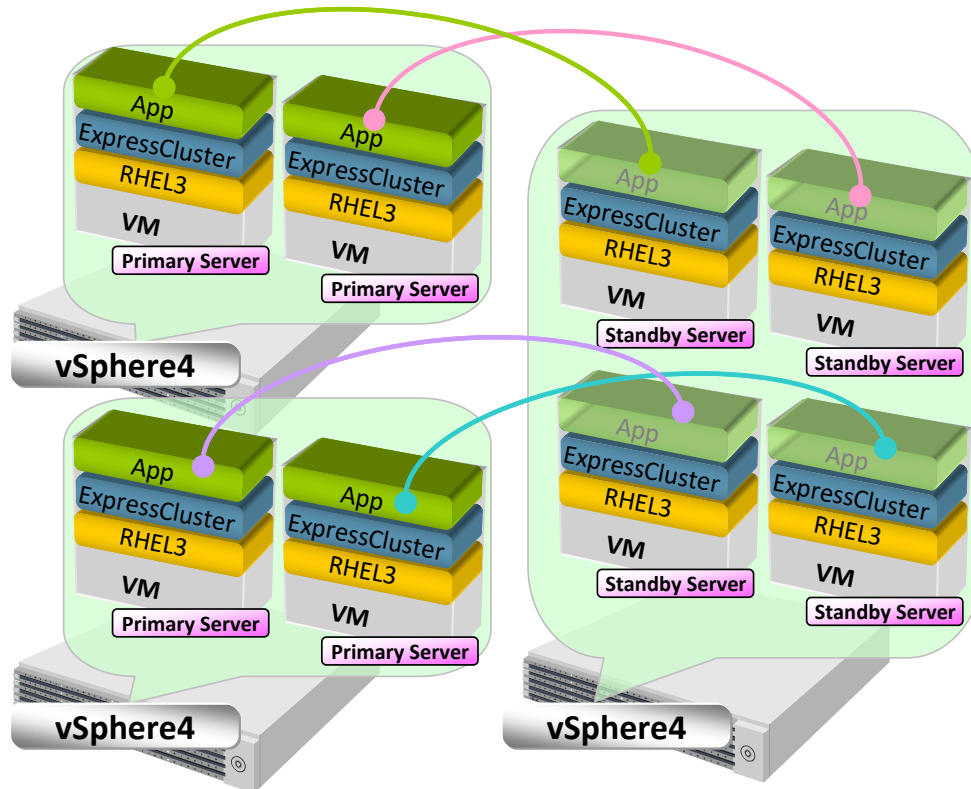 App
ExpressCluster
RHEL3
VM
Primary Server
App
ExpressCluster
RHEL3
VM
Primary Server
vSphere4
App
ExpressCluster
RHEL3
VM
Standby Server
App
ExpressCluster
RHEL3
VM
Standby Server
App
ExpressCluster
RHEL3
VM
Primary Server
App
ExpressCluster
RHEL3
VM
Primary Server
vSphere4
App
ExpressCluster
RHEL3
VM
Standby Server
App
ExpressCluster
RHEL3
VM
Standby Server
vSphere4